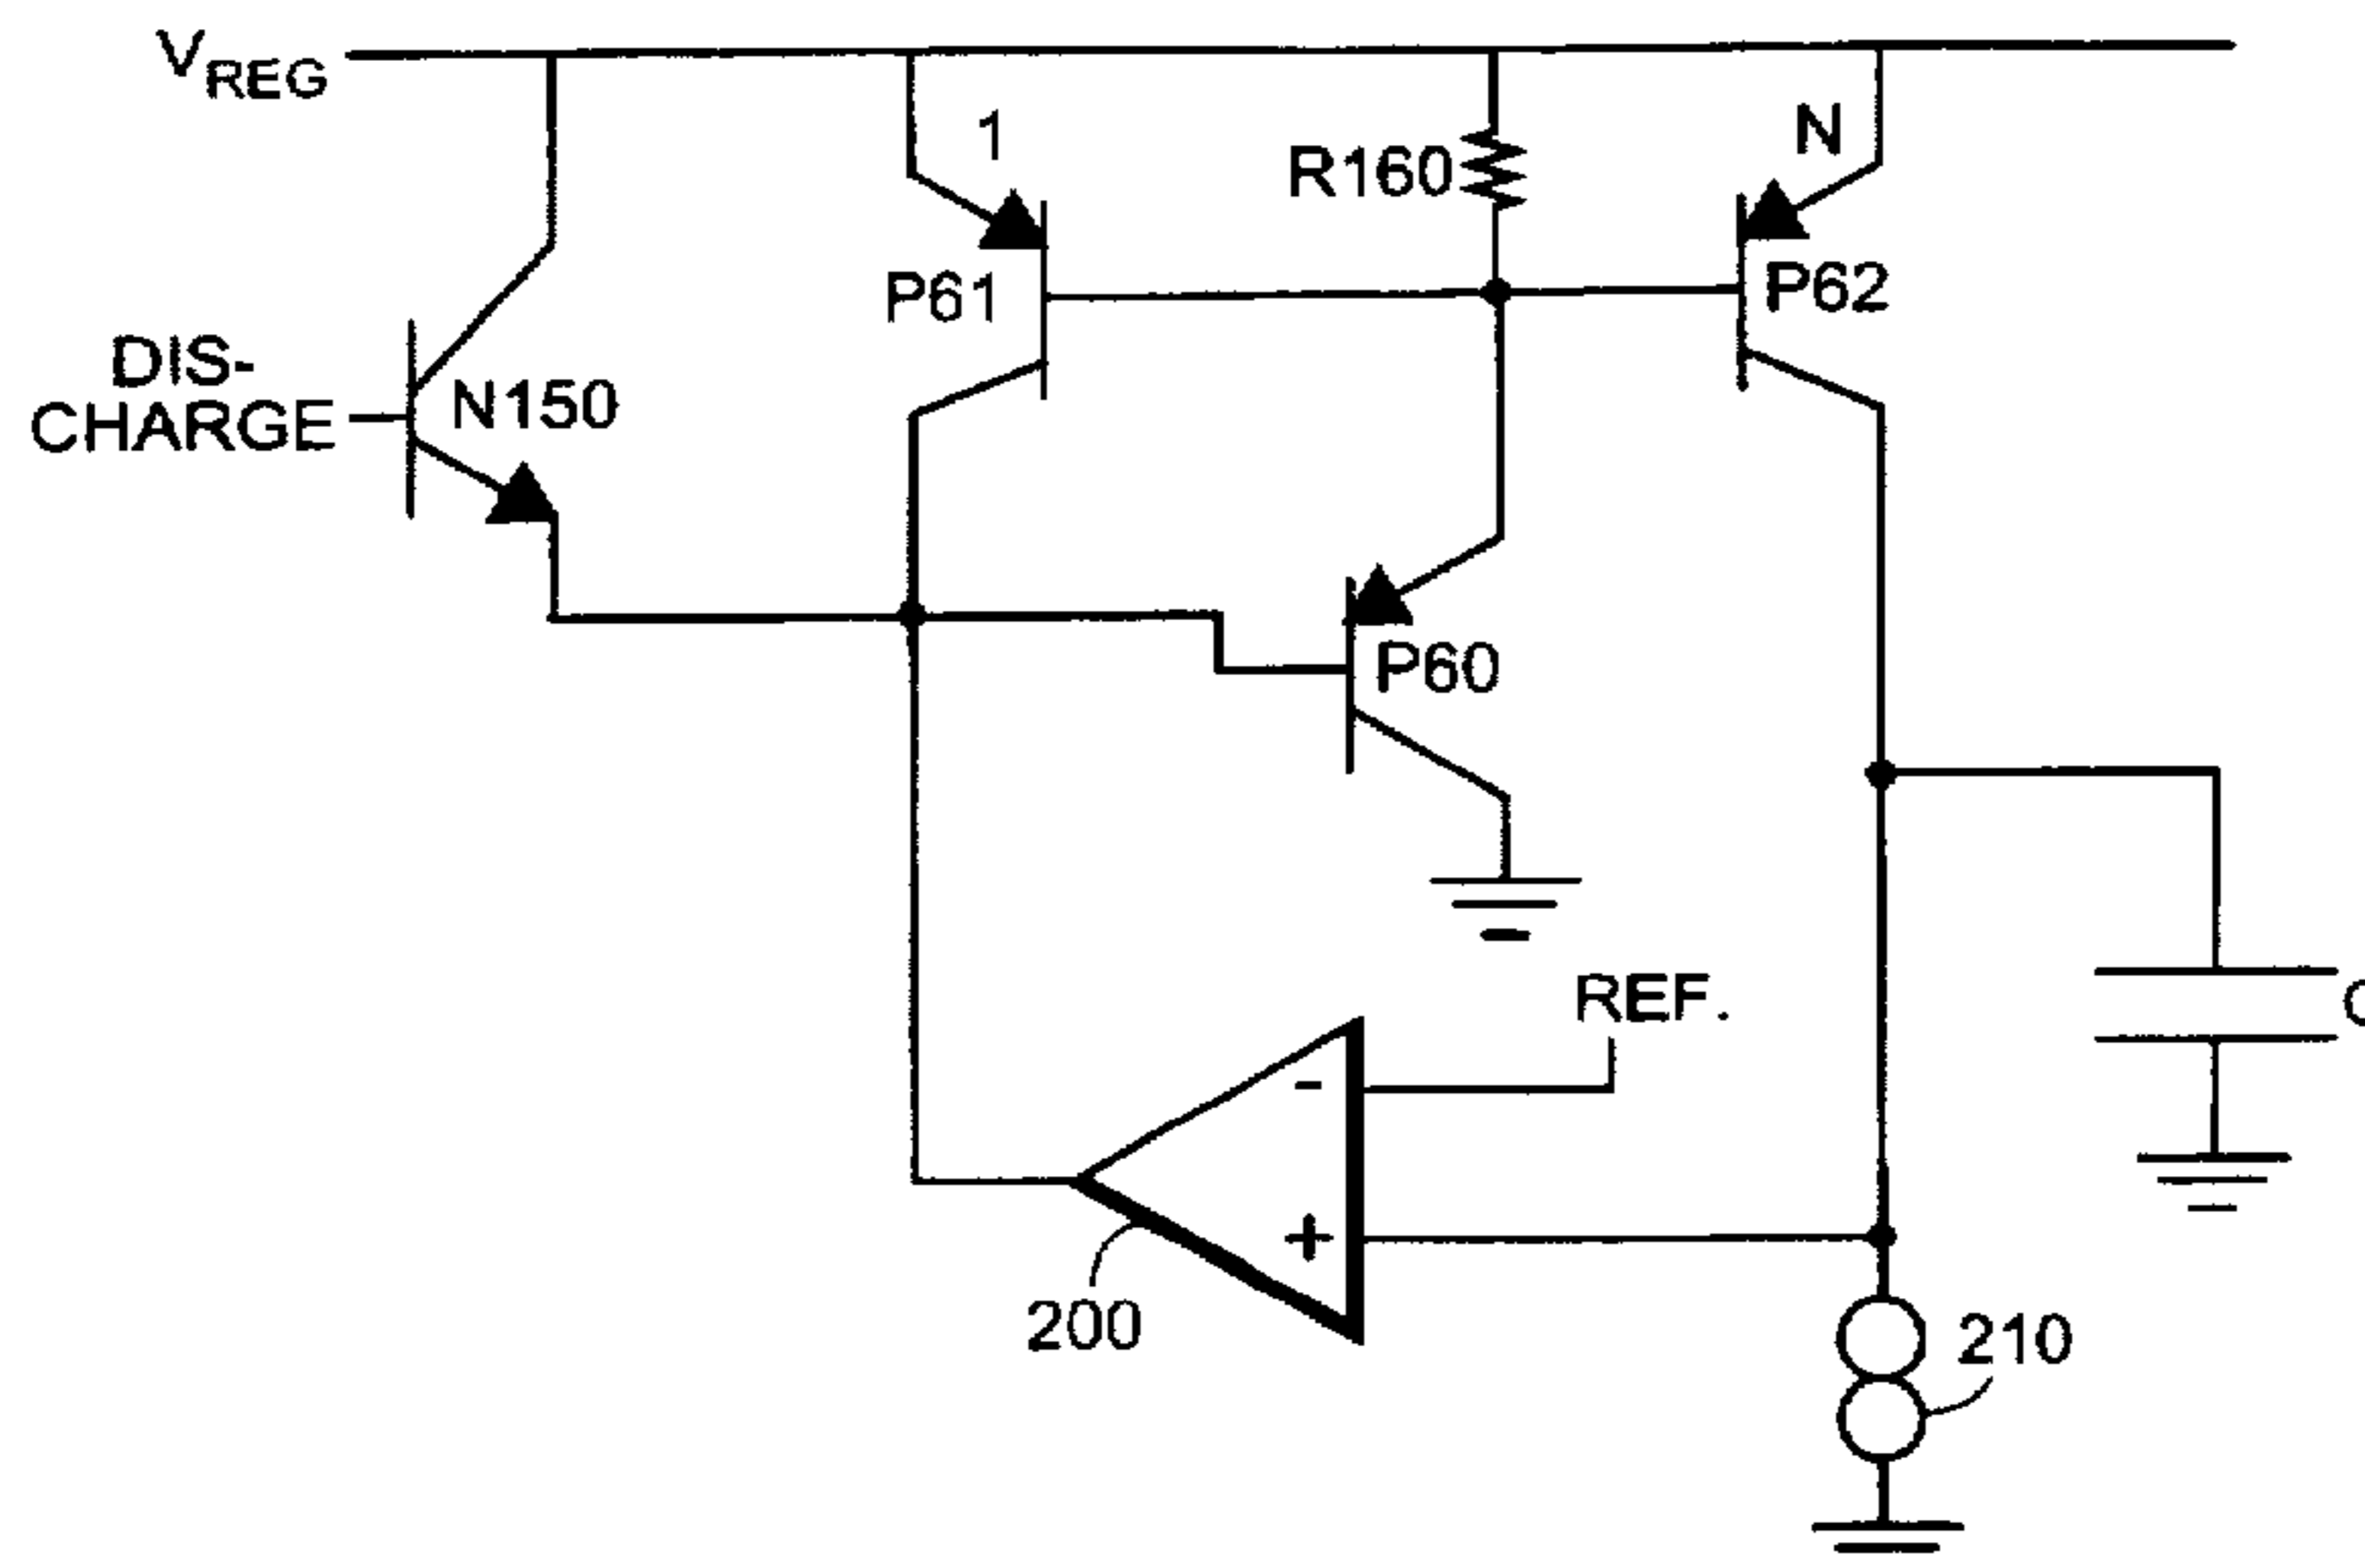 VREG
1
R160
N
P61
P62
DIS-
CHARGE
N150
P60
REF.
-
+
200
210